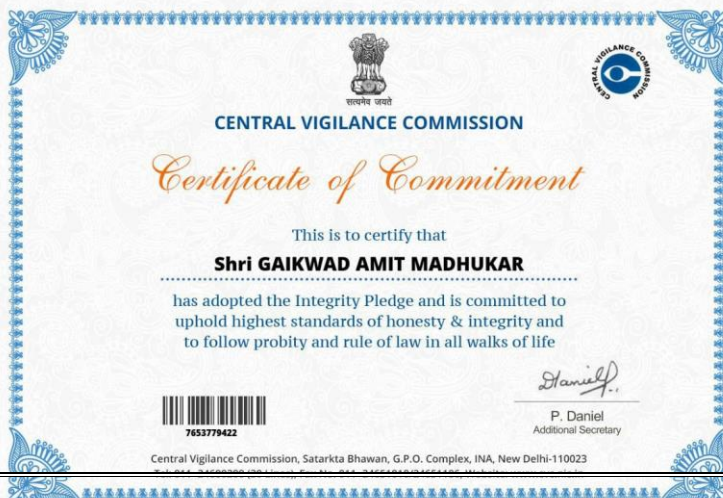 सत्यमेव जयते
CENTRAL VIGILANCE COMMISSION
CENTRAL VIGILANCE COMMISSION
Certificate of Commitment
This is to certify that
Shri GAIKWAD AMIT MADHUKAR
has adopted the Integrity Pledge and is committed to
uphold highest standards of honesty & integrity and
to follow probity and rule of law in all walks of life
7653779422
P. Daniel
Additional Secretary
Central Vigilance Commission, Satarkta Bhawan, G.P.O. Complex, INA, New Delhi-110023